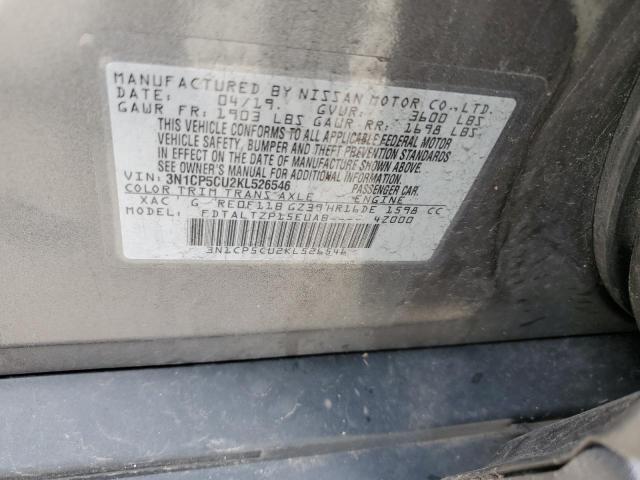 MANUFACTURED BY NISSAN MOTOR CO., LTD.
DATE: 04/19. GVWR: 3600 LBS
GAWR FR: 1903 LBS GAWR RR: 1698 LBS
THIS VEHICLE CONFORMS TO ALL APPLICABLE FEDERAL MOTOR
VEHICLE SAFETY, BUMPER AND THEFT PREVENTION STANDARDS
IN EFFECT ON THE DATE OF MANUFACTURE SHOWN ABOVE.
SEE OWNER'S MANUAL FOR ADDITIONAL INFORMATION.
VIN: 3N1CP5CU2KL526546 PASSENGER CAR.
COLOR TRIM TRANS AXLE ENGINE
XAC G RE0F11B GZ39 HR16DE 1598 CC
MODEL: FDTALTZP15EUAB---- 42000
3N1CP5CU2KL526546